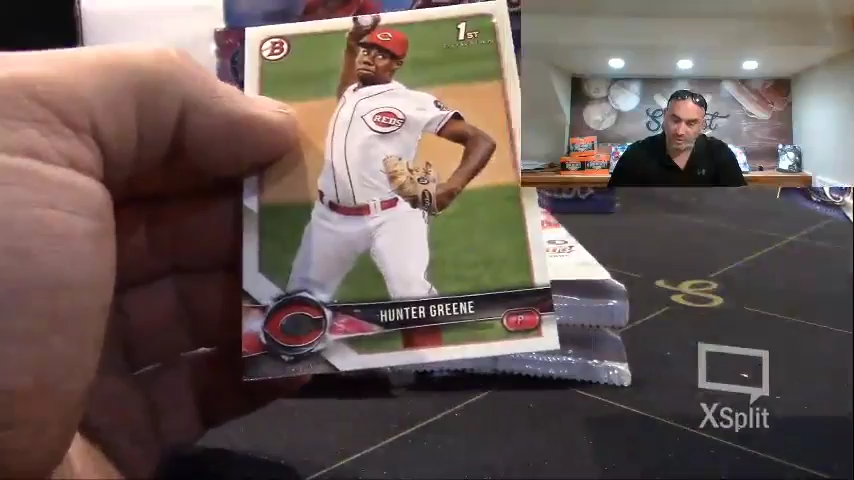 B
1ST
REDS
HUNTER GREENE
P
XSplit